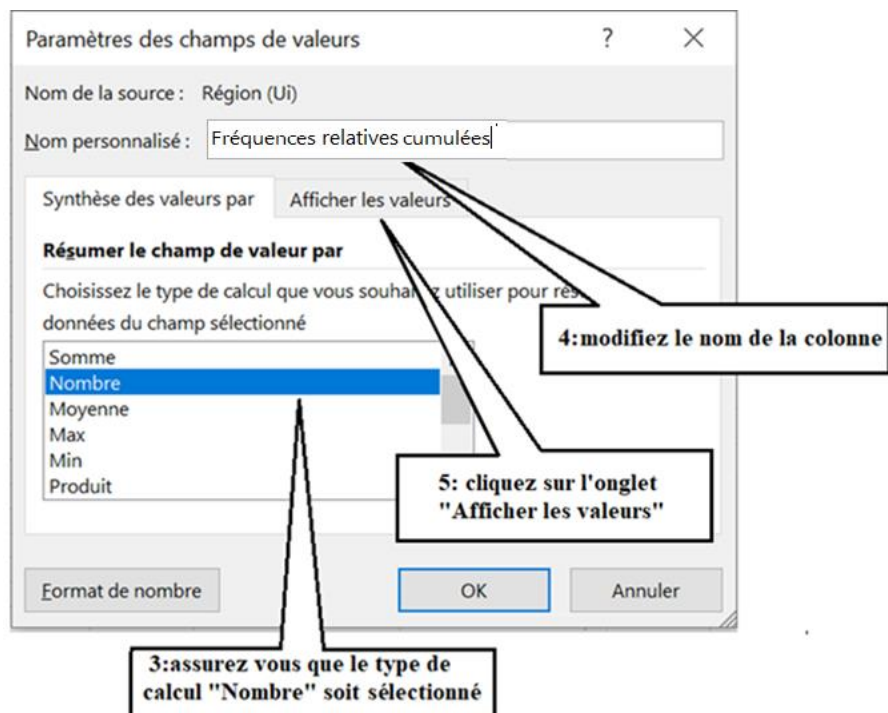 Paramètres des champs de valeurs ? ×
Nom de la source : Région (Ui)
Nom personnalisé : Fréquences relatives cumulées
Synthèse des valeurs par Afficher les valeurs
Résumer le champ de valeur par
Choisissez le type de calcul que vous utiliser pour
données du champ sélectionné
Somme
Nombre
Moyenne
Max
Min
Produit
4:modifiez le nom de la colonne
5: cliquez sur l'onglet
"Afficher les valeurs"
Format de nombre OK Annuler
3:assurez vous que le type de
calcul "Nombre" soit sélectionné